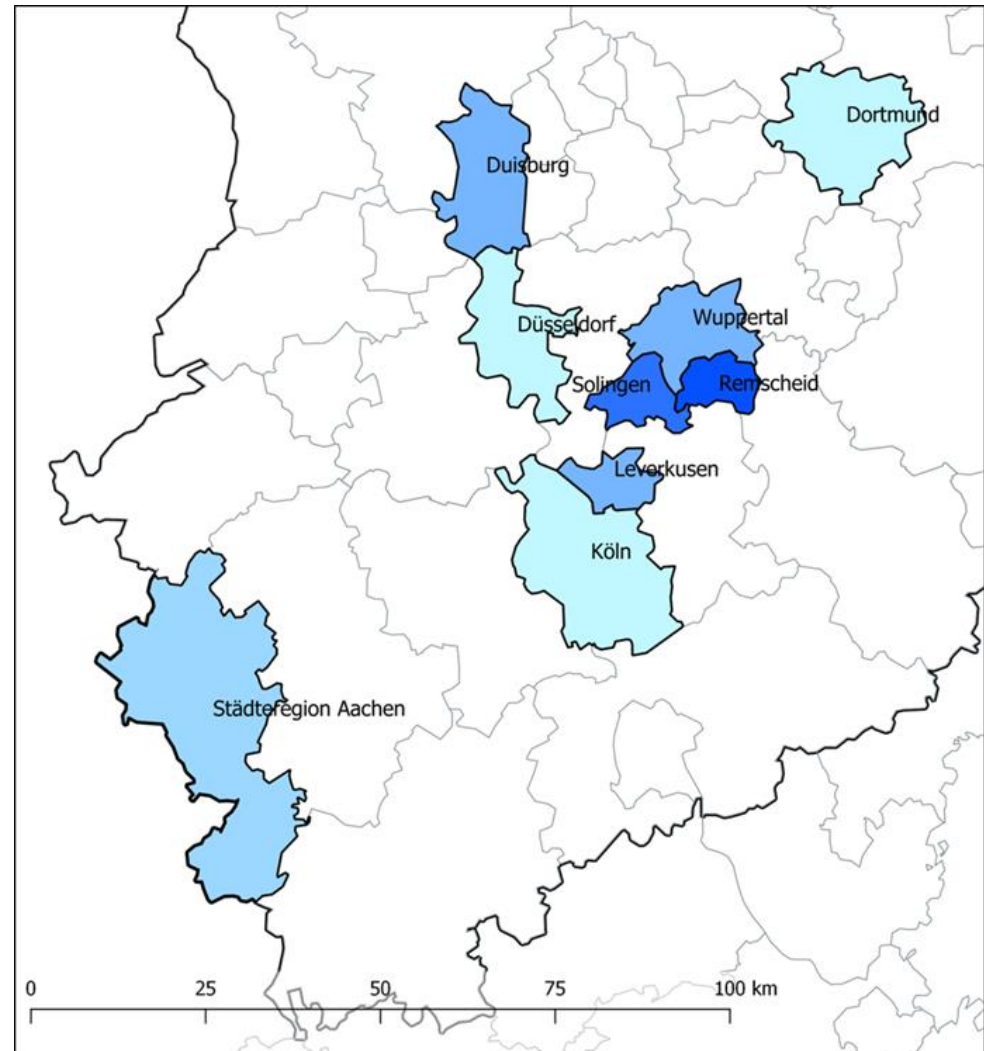 Dortmund
Duisburg
Düsseldorf
Wuppertal
Solingen
Remscheid
Leverkusen
Köln
Städteregion Aachen
0 25 50 75 100 km